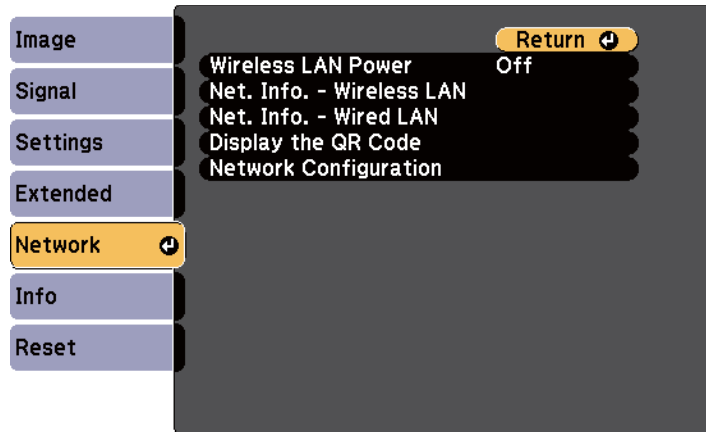 Image
Signal
Settings
Extended
Network
Info
Reset
Return
Wireless LAN Power Off
Net. Info. - Wireless LAN
Net. Info. - Wired LAN
Display the QR Code
Network Configuration